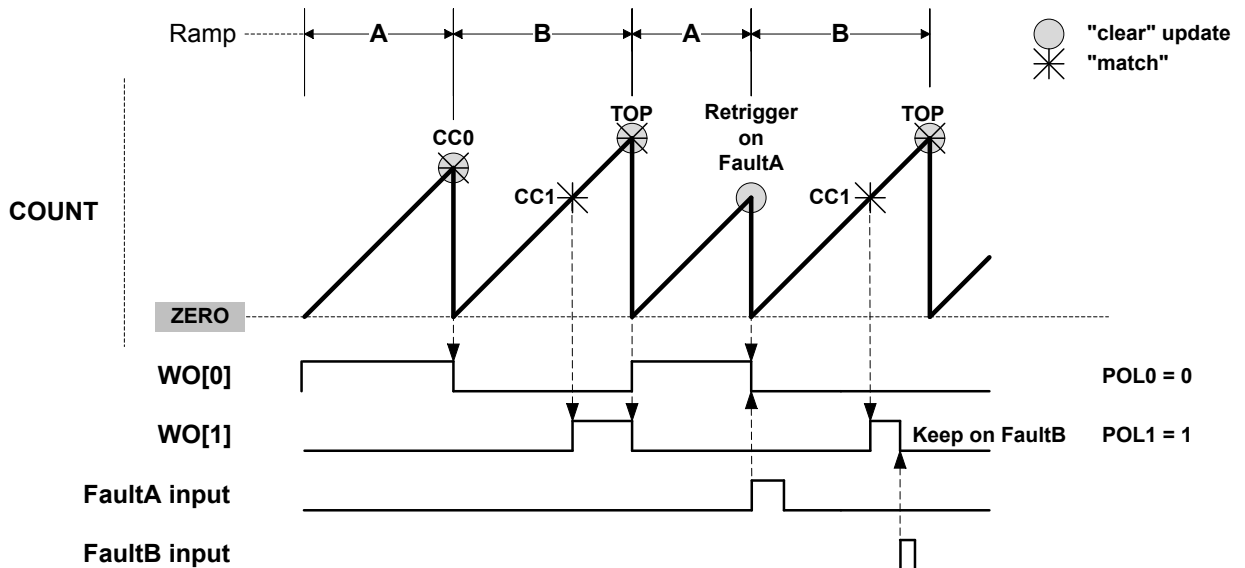 Ramp A B A B
"clear" update
"match"
CC0
TOP
Retrigger
on
FaultA
TOP
CC1
CC1
COUNT
ZERO
WO[0]
POL0 = 0
WO[1]
Keep on FaultB
POL1 = 1
FaultA input
FaultB input